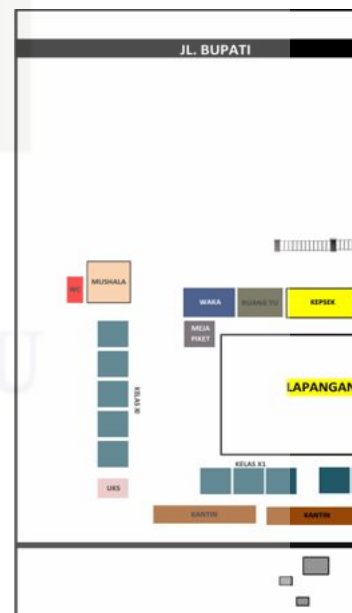 JL. BUPATI
WC
MUSHALA
WAKA
RUANG TU
KEPSEK
MEJA
PIKET
LAPANGAN
KELAS XI
KELAS X1
UKS
KANTIN
KANTIN
U